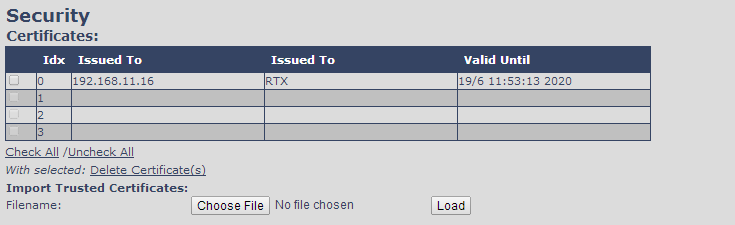 Security
Certificates:
Idx Issued To Issued To Valid Until
0 192.168.11.16 RTX 19/6 11:53:13 2020
1
2
3
Check All /Uncheck All
With selected: Delete Certificate(s)
Import Trusted Certificates:
Filename: Choose File No file chosen Load